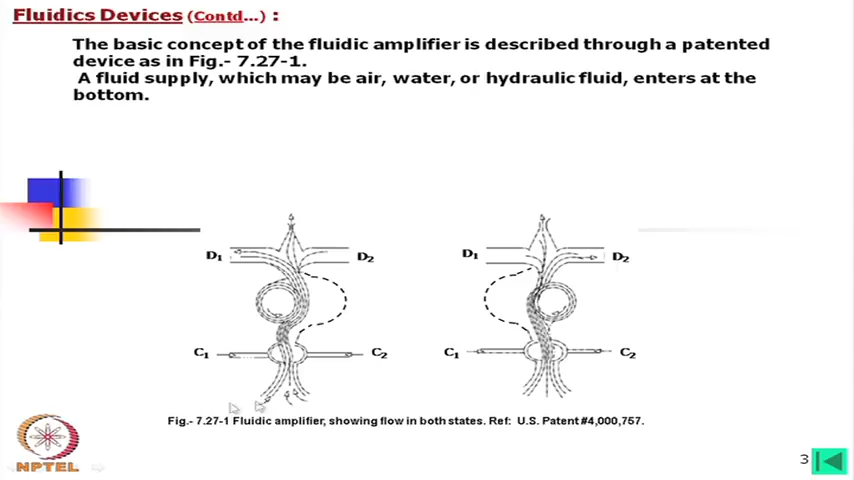 Fluidics Devices (Contd...) :
The basic concept of the fluidic amplifier is described through a patented
device as in Fig.- 7.27-1.
A fluid supply, which may be air, water, or hydraulic fluid, enters at the
bottom.
D1 D2 D1 D2
C1 C2 C1 C2
Fig.- 7.27-1 Fluidic amplifier, showing flow in both states. Ref: U.S. Patent #4,000,757.
NPTEL
3